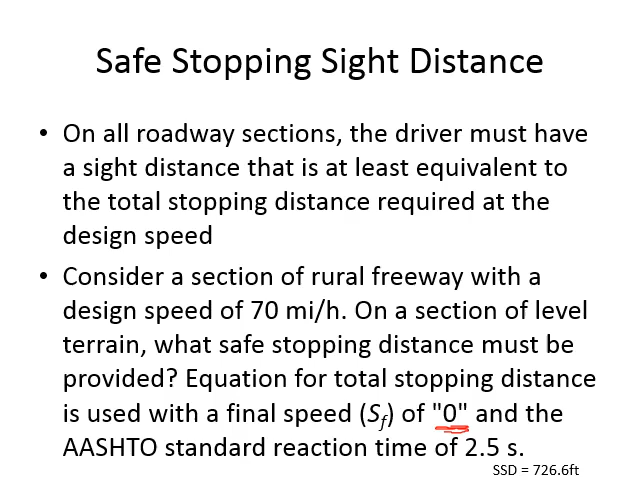 Safe Stopping Sight Distance
• On all roadway sections, the driver must have
a sight distance that is at least equivalent to
the total stopping distance required at the
design speed
• Consider a section of rural freeway with a
design speed of 70 mi/h. On a section of level
terrain, what safe stopping distance must be
provided? Equation for total stopping distance
is used with a final speed (Sf) of "0" and the
AASHTO standard reaction time of 2.5 s.
SSD = 726.6ft